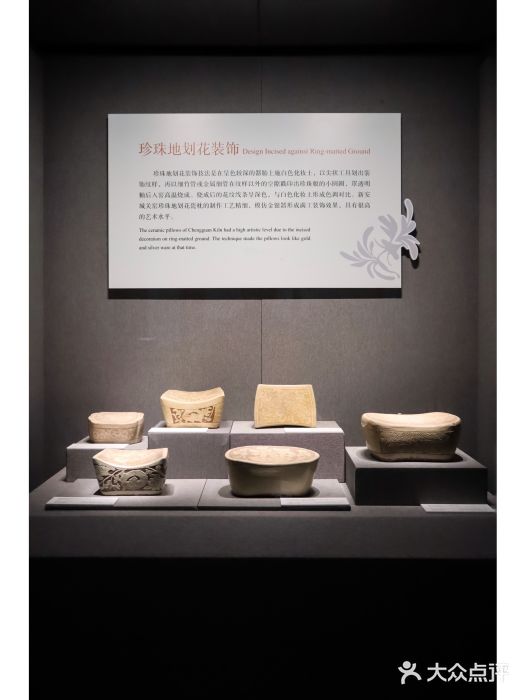 珍珠地划花装饰 Design Incised against Ring-matted Ground
珍珠地划花装饰技法是在呈色较深的器胎上施白色化妆土，以尖状工具划出装
饰纹样，再以细竹管或金属细管在纹样以外的空隙戳印出珍珠般的小圆圈，罩透明
釉后入窑高温烧成。烧成后的花纹线条呈深色，与白色化妆土形成色调对比。新安
城关窑珍珠地划花瓷枕的制作工艺精细，模仿金银器形成錾工装饰效果，具有很高
的艺术水平。
The ceramic pillows of Chengguan Kiln had a high artistic level due to the incised
decoration on ring-matted ground. The technique made the pillows look like gold
and silver ware at that time.
大众点评